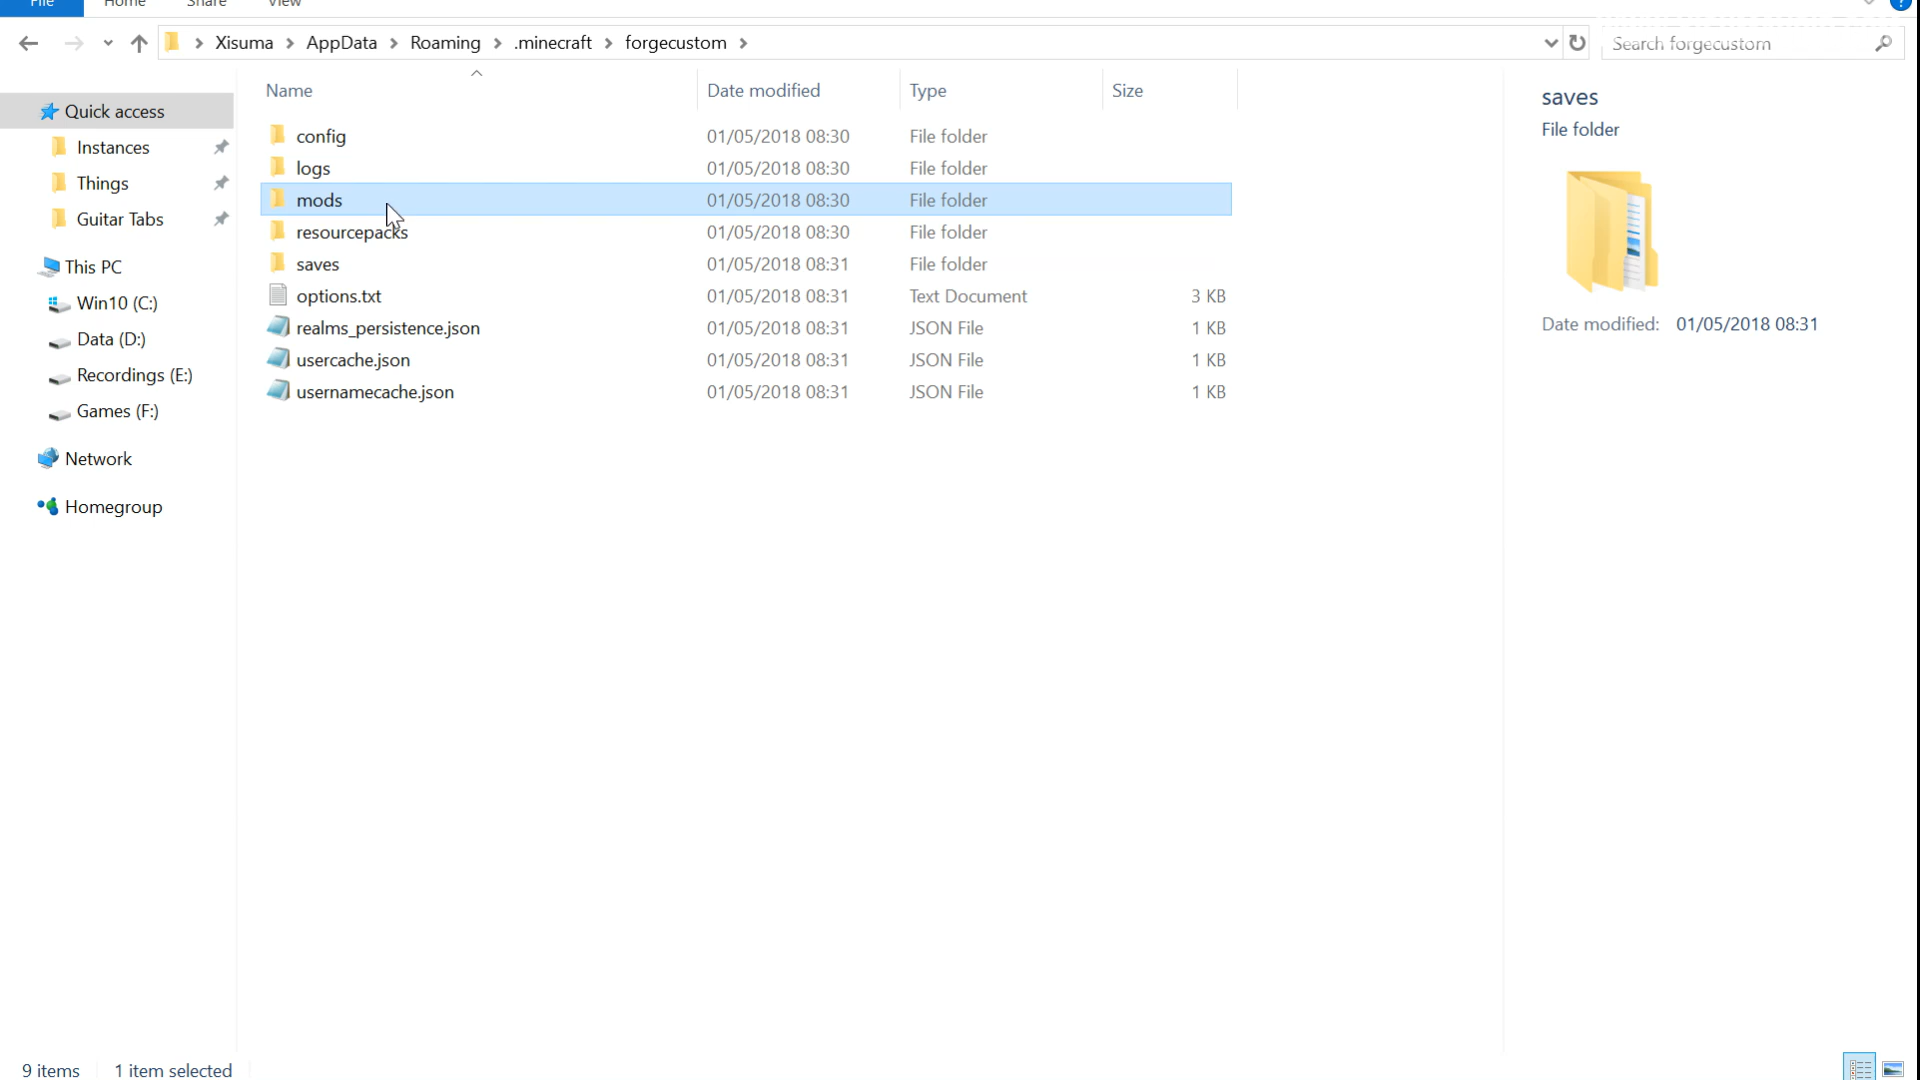 File Home Share View
Xisuma AppData Roaming .minecraft forgecustom
Search forgecustom
Name Date modified Type Size
config 01/05/2018 08:30 File folder
logs 01/05/2018 08:30 File folder
mods 01/05/2018 08:30 File folder
resourcepacks 01/05/2018 08:30 File folder
saves 01/05/2018 08:31 File folder
options.txt 01/05/2018 08:31 Text Document 3 KB
realms_persistence.json 01/05/2018 08:31 JSON File 1 KB
usercache.json 01/05/2018 08:31 JSON File 1 KB
usernamecache.json 01/05/2018 08:31 JSON File 1 KB
Quick access
Instances
Things
Guitar Tabs
This PC
Win10 (C:)
Data (D:)
Recordings (E:)
Games (F:)
Network
Homegroup
saves
File folder
Date modified: 01/05/2018 08:31
9 items 1 item selected